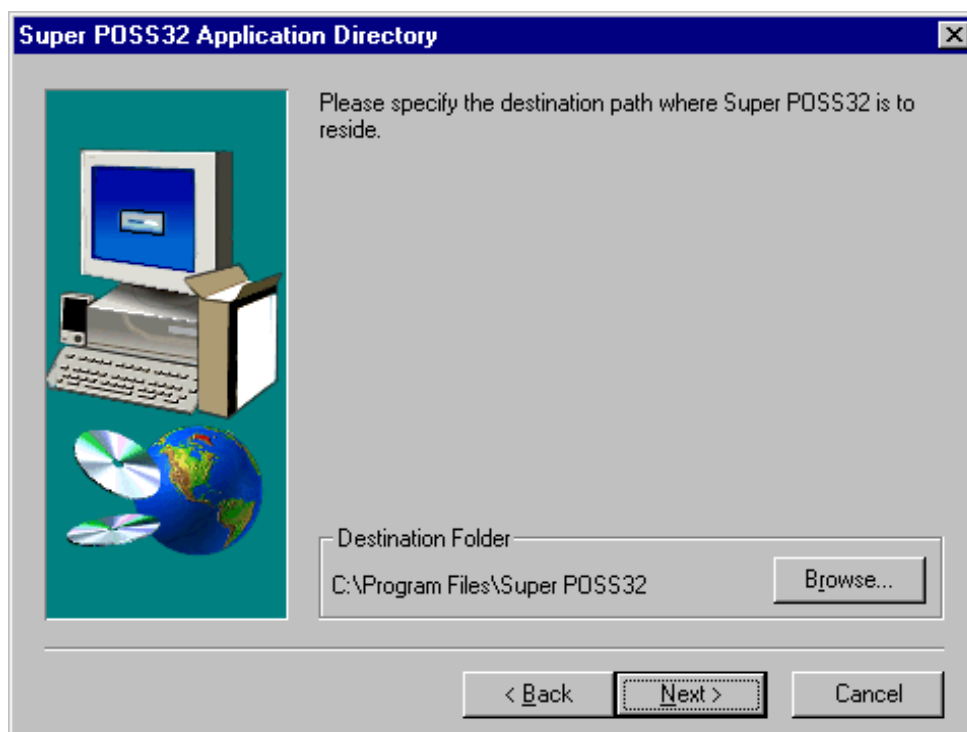 Super POSS32 Application Directory
Please specify the destination path where Super POSS32 is to
reside.
Destination Folder
C:\Program Files\Super POSS32
Browse...
< Back
Next >
Cancel